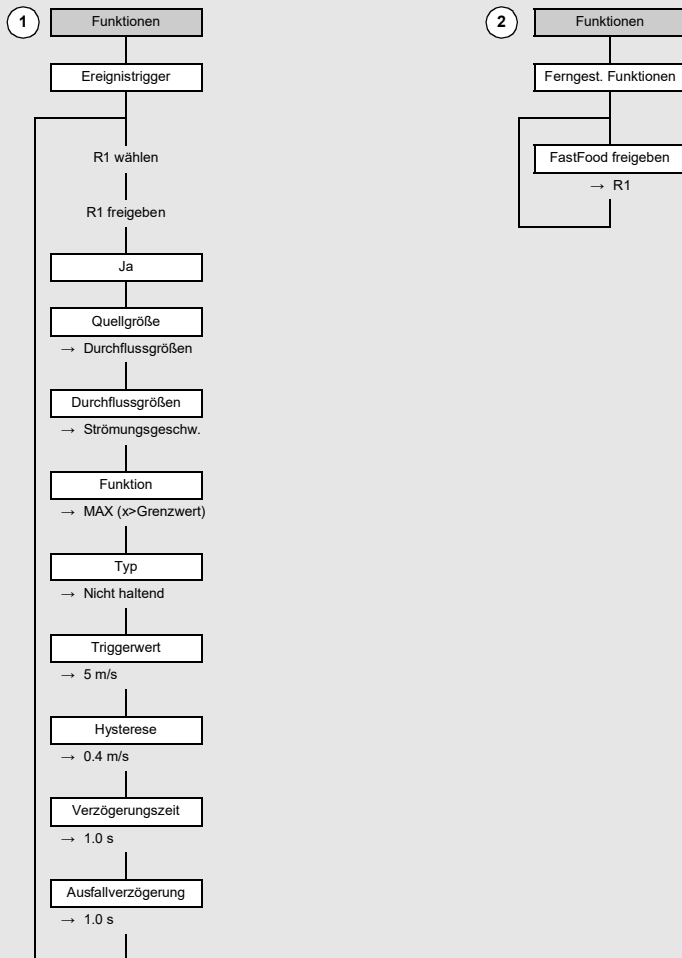 1
Funktionen
Ereignistrigger
R1 wählen
R1 freigeben
Ja
Quellgröße
→ Durchflussgrößen
Durchflussgrößen
→ Strömungsgeschw.
Funktion
→ MAX (x>Grenzwert)
Typ
→ Nicht haltend
Triggerwert
→ 5 m/s
Hysterese
→ 0.4 m/s
Verzögerungszeit
→ 1.0 s
Ausfallverzögerung
→ 1.0 s
2
Funktionen
Ferngest. Funktionen
FastFood freigeben
→ R1